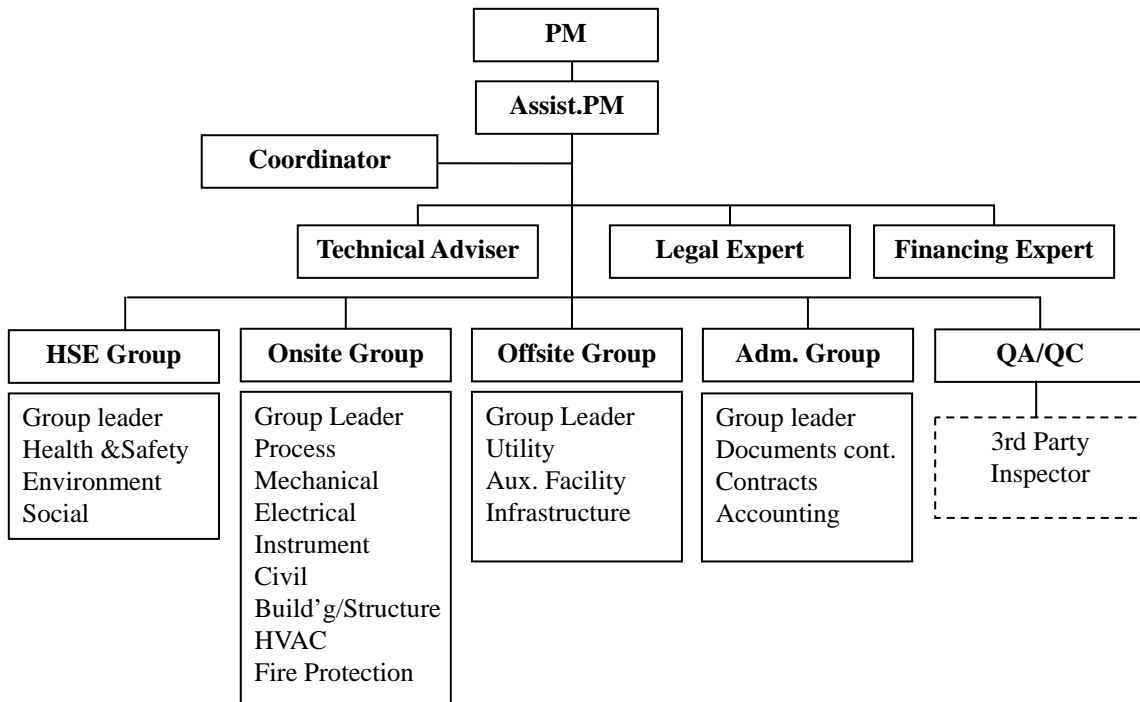 PM
Assist.PM
Coordinator
Technical Adviser
Legal Expert
Financing Expert
HSE Group
Group leader
Health &Safety
Environment
Social
Onsite Group
Group Leader
Process
Mechanical
Electrical
Instrument
Civil
Build’g/Structure
HVAC
Fire Protection
Offsite Group
Group Leader
Utility
Aux. Facility
Infrastructure
Adm. Group
Group leader
Documents cont.
Contracts
Accounting
QA/QC
3rd Party
Inspector